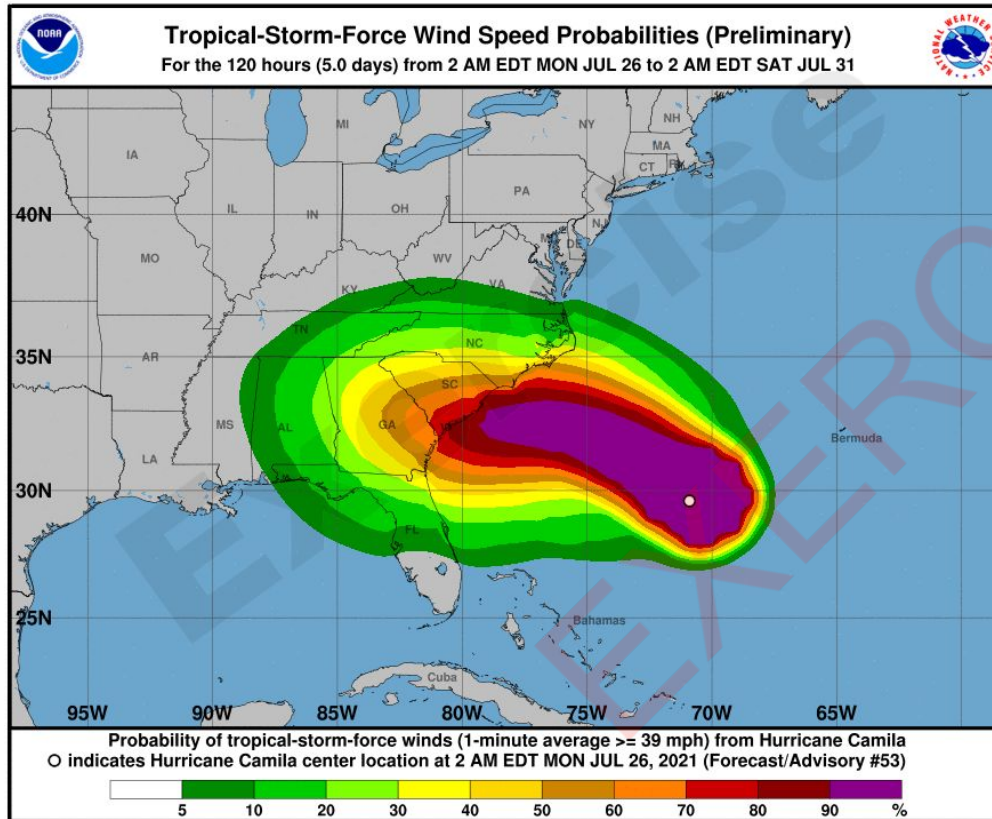 NOAA
NATIONAL WEATHER SERVICE
Tropical-Storm-Force Wind Speed Probabilities (Preliminary)
For the 120 hours (5.0 days) from 2 AM EDT MON JUL 26 to 2 AM EDT SAT JUL 31
Exercise
EXERC
MI
NY
NH
MA
CT
RI
IA
PA
40N
IL
IN
OH
NJ
DE
MO
WV
VA
KY
TN
NC
35N
AR
SC
MS
AL
GA
Bermuda
LA
30N
FL
25N
Bahamas
Cuba
95W 90W 85W 80W 75W 70W 65W
Probability of tropical-storm-force winds (1-minute average >= 39 mph) from Hurricane Camila
O indicates Hurricane Camila center location at 2 AM EDT MON JUL 26, 2021 (Forecast/Advisory #53)
5 10 20 30 40 50 60 70 80 90 %